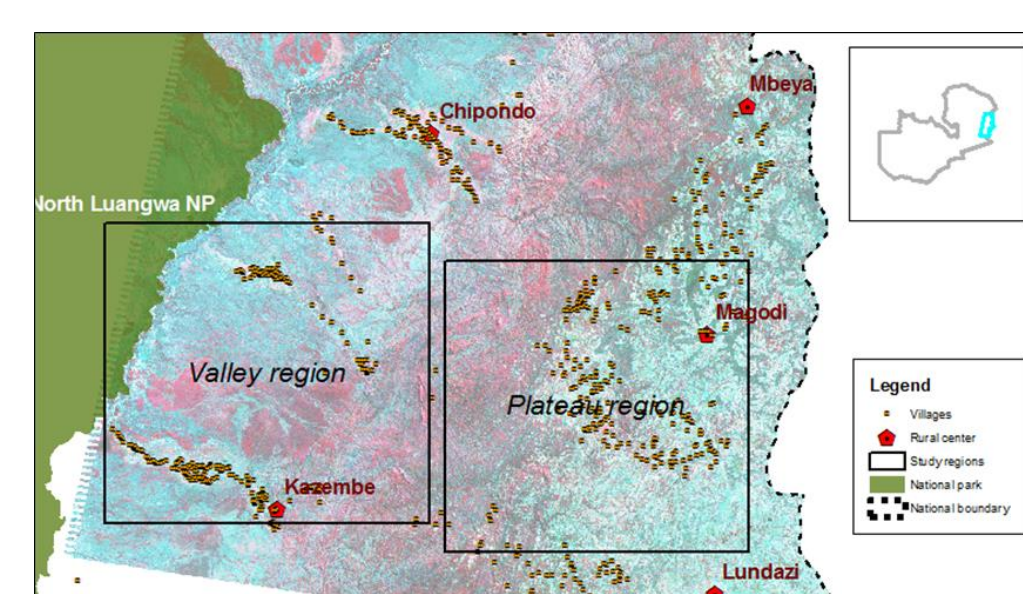 Mbeya
Chipondo
North Luangwa NP
Magodi
Valley region
Plateau region
Kazembe
Lundazi
Legend
Villages
Rural center
Study regions
National park
National boundary